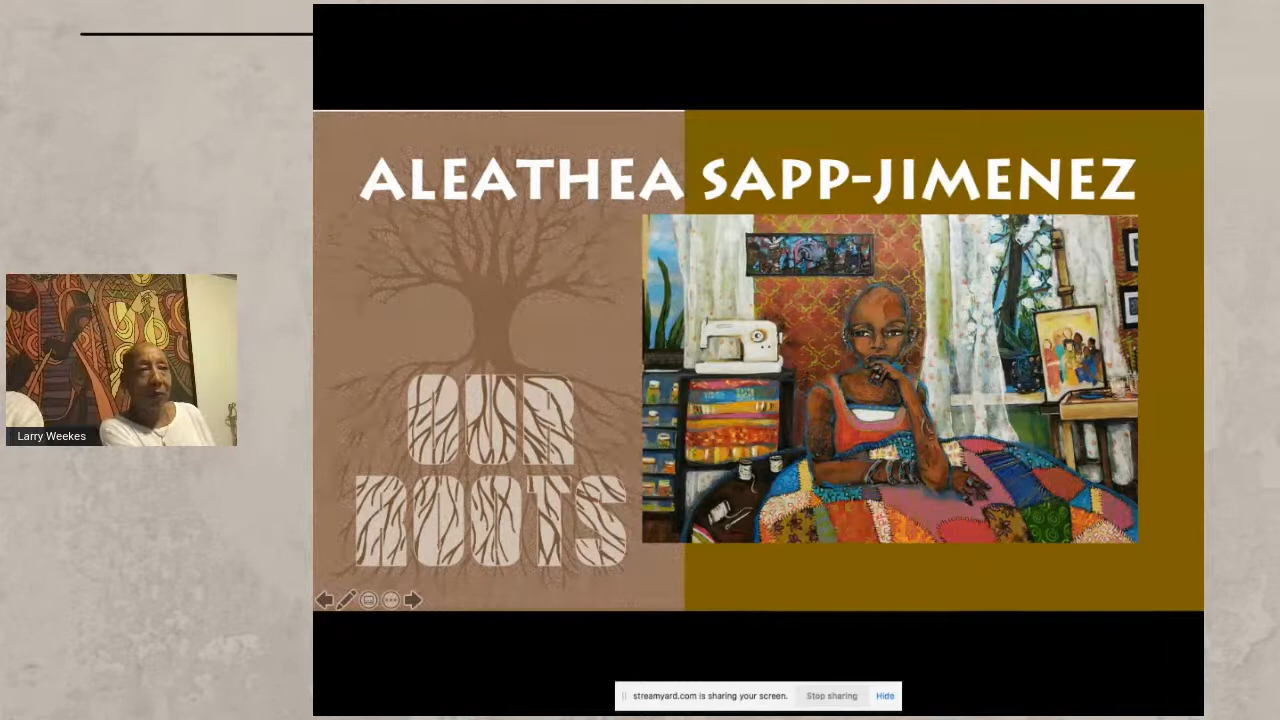 ALEATHEA SAPP-JIMENEZ
OUR
ROOTS
Larry Weekes
streamyard.com is sharing your screen. Stop sharing Hide